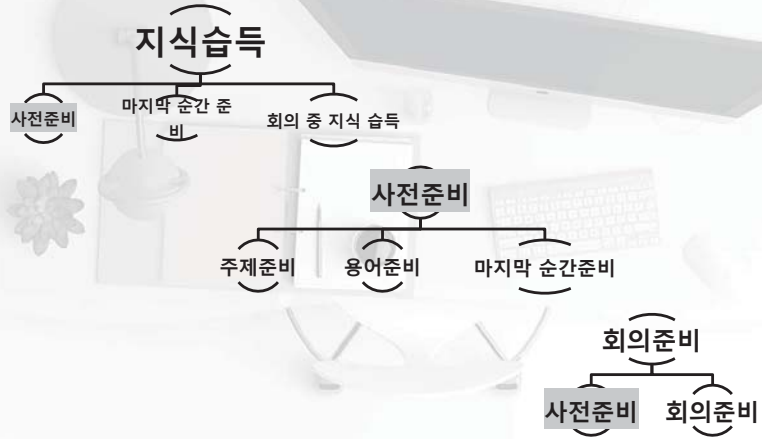 지식습득
사전준비
마지막 순간 준
비
회의 중 지식 습득
사전준비
주제준비
용어준비
마지막 순간준비
회의준비
사전준비
회의준비